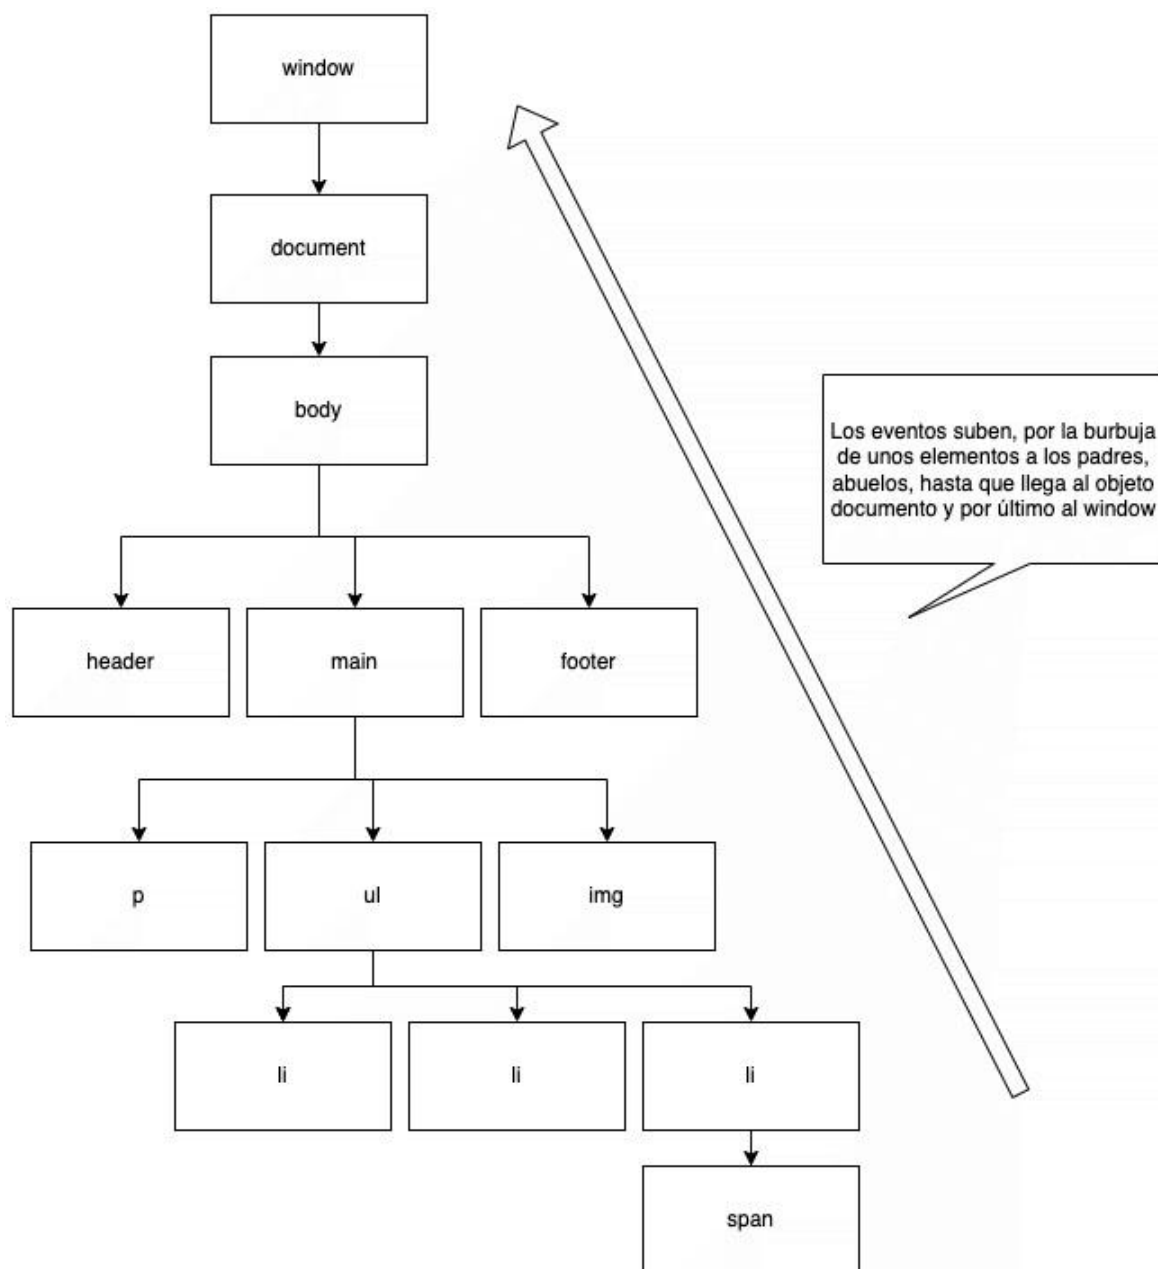 window
document
body
Los eventos suben, por la burbuja
de unos elementos a los padres,
abuelos, hasta que llega al objeto
documento y por último al window
header
main
footer
p
ul
img
li
li
li
span